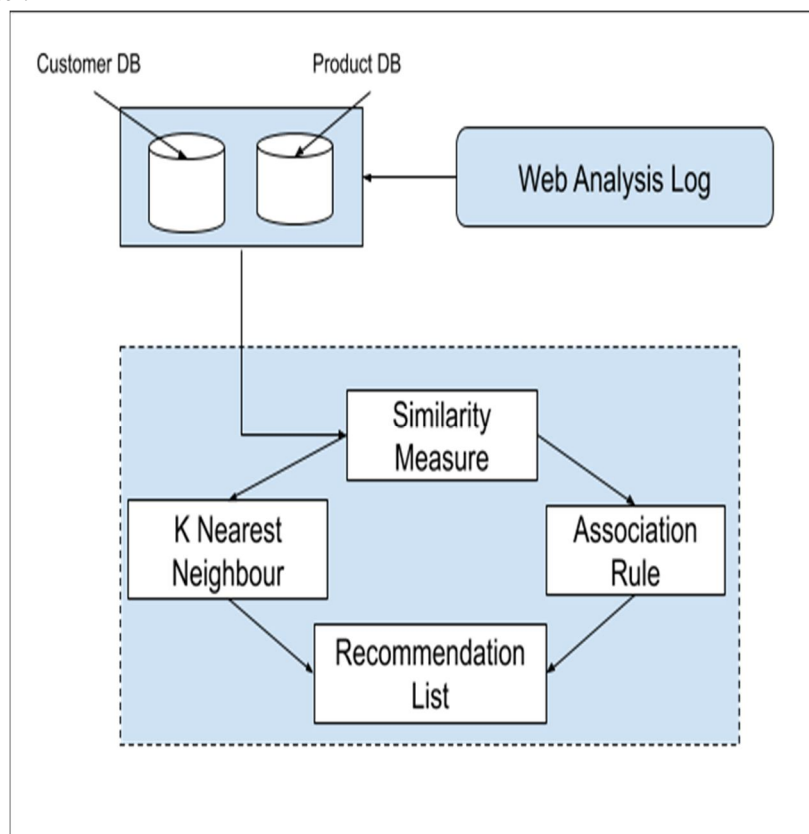 Customer DB
Product DB
Web Analysis Log
Similarity
Measure
K Nearest
Neighbour
Association
Rule
Recommendation
List